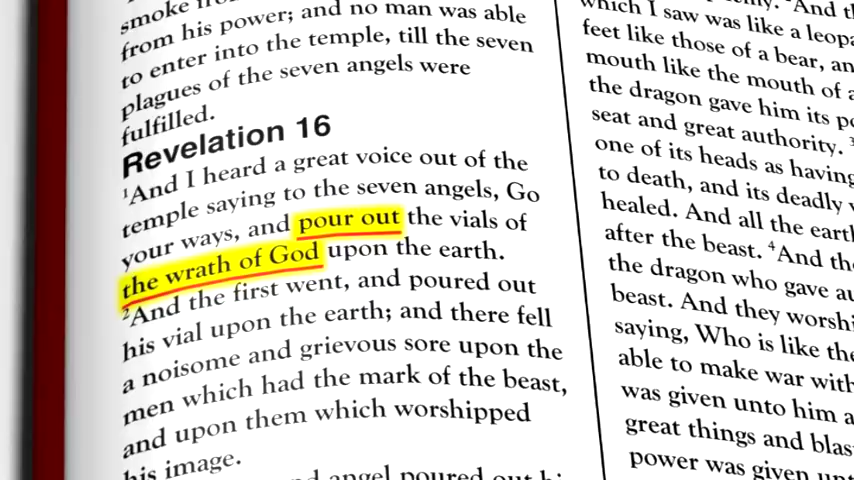 smoke
from his power; and no man was able
to enter into the temple, till the seven
plagues of the seven angels were
fulfilled.
Revelation 16
¹And I heard a great voice out of the
temple saying to the seven angels, Go
your ways, and pour out the vials of
the wrath of God upon the earth.
²And the first went, and poured out
his vial upon the earth; and there fell
a noisome and grievous sore upon the
men which had the mark of the beast,
and upon them which worshipped
his image.
angel poured out
which I saw was like a
feet like those of a bear,
mouth like the mouth of
the dragon gave him its
seat and great authority.
one of its heads as having
to death, and its deadly
healed. And all the
after the beast. ⁴And
the dragon who gave
beast. And they
saying, Who is like
able to make war
was given unto him
great things and
power was given